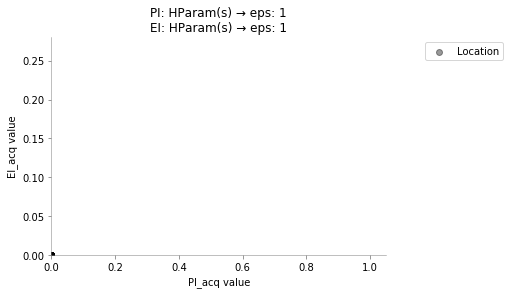 PI: HParam(s) → eps: 1
EI: HParam(s) → eps: 1
Location
EI_acq value
0.25
0.20
0.15
0.10
0.05
0.00
0.0 0.2 0.4 0.6 0.8 1.0
PI_acq value